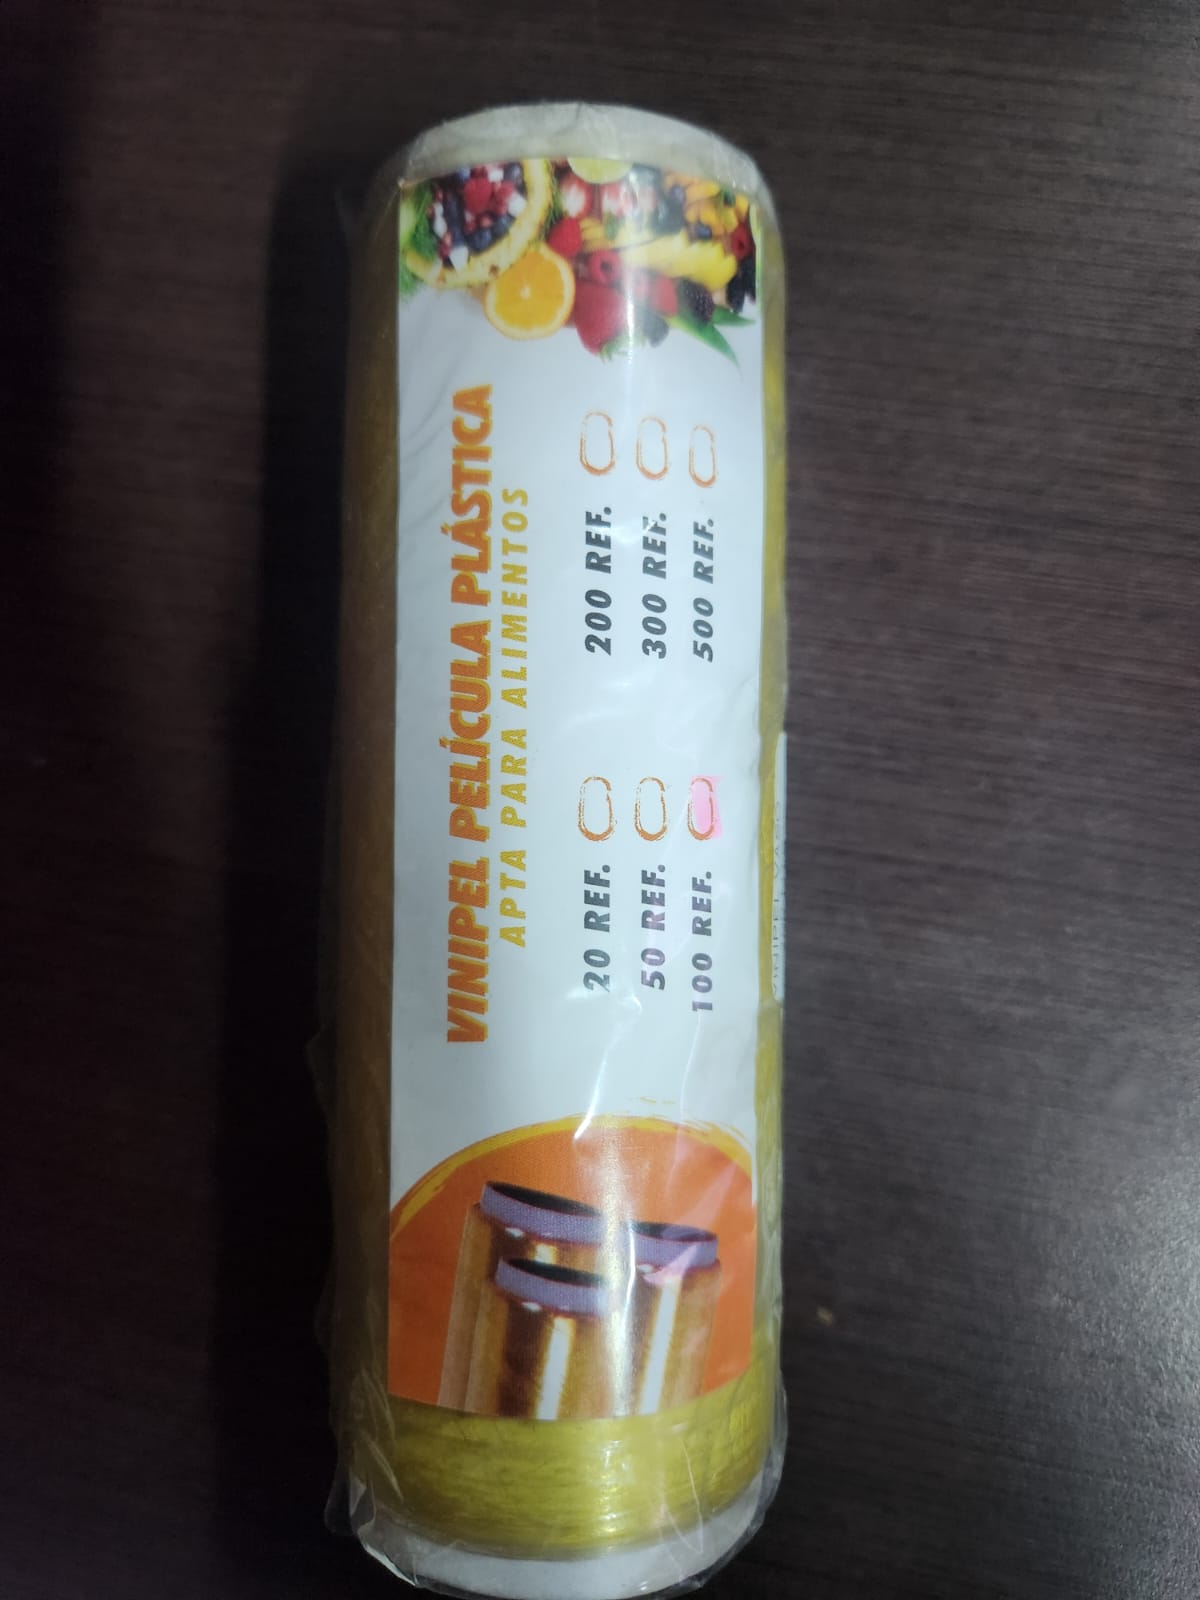 VINIPEL PELÍCULA PLÁSTICA
APTA PARA ALIMENTOS
20 REF.
50 REF.
100 REF.
200 REF.
300 REF.
500 REF.